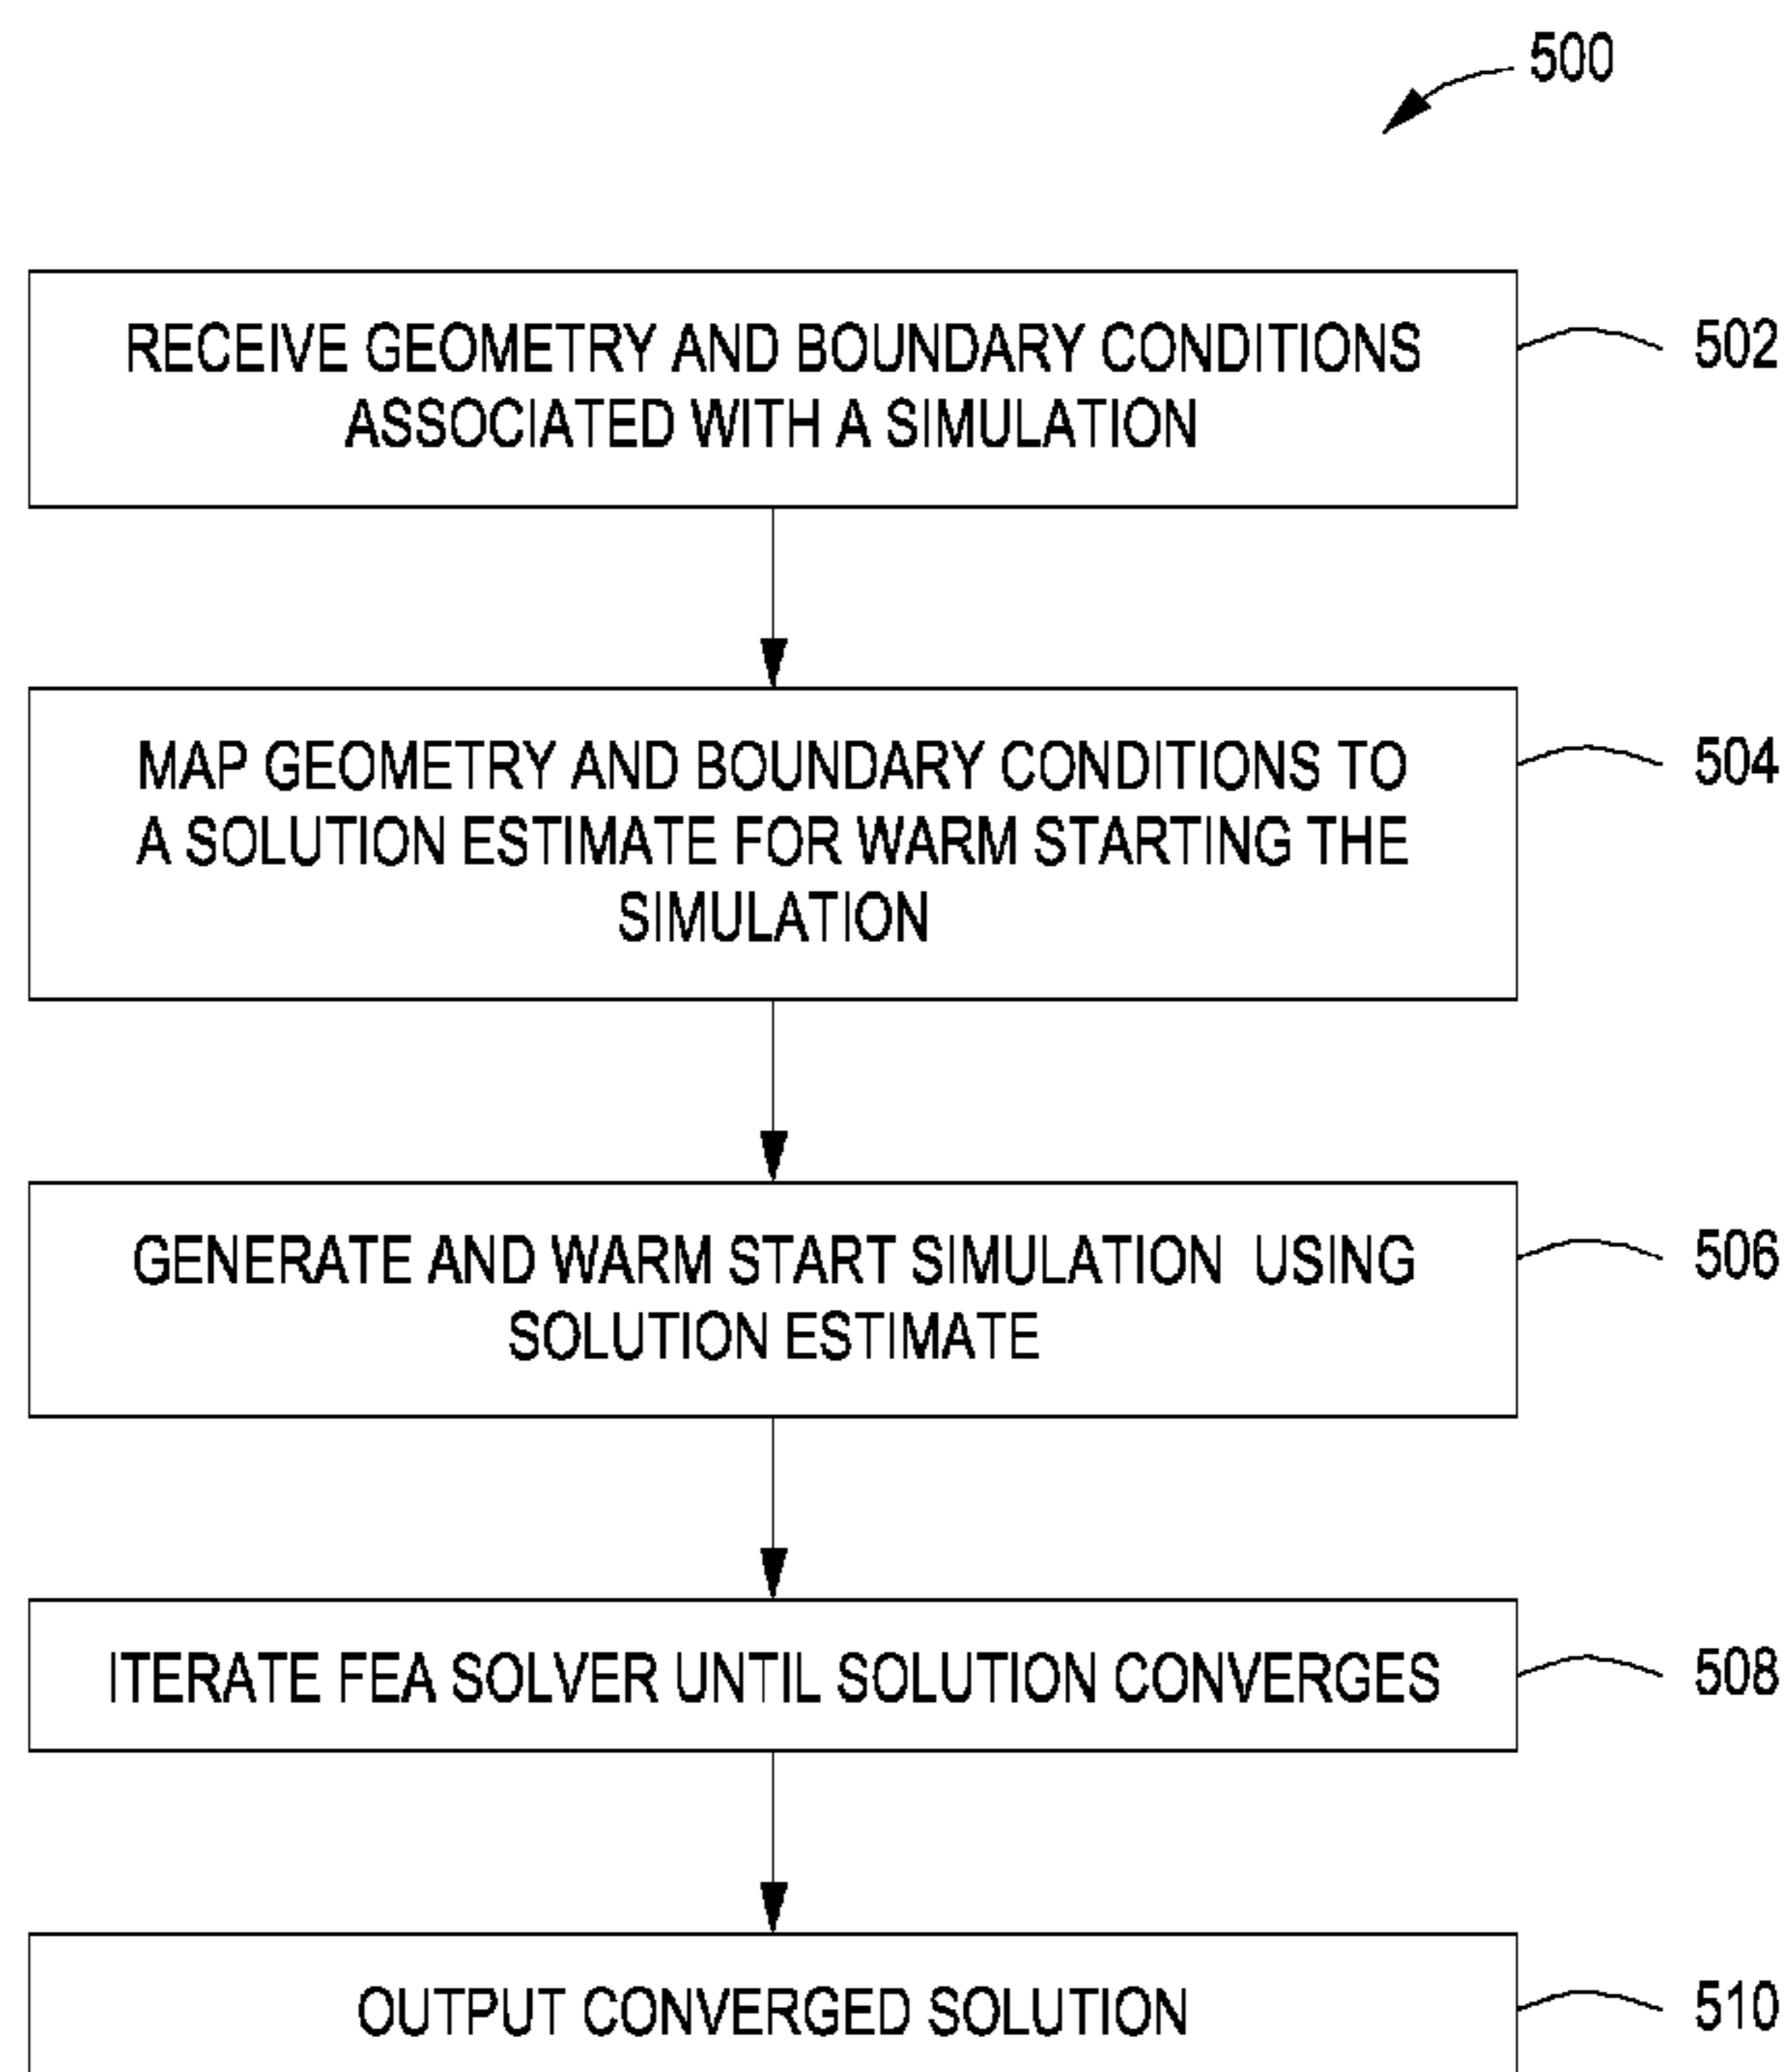 500
RECEIVE GEOMETRY AND BOUNDARY CONDITIONS
ASSOCIATED WITH A SIMULATION
502
MAP GEOMETRY AND BOUNDARY CONDITIONS TO
A SOLUTION ESTIMATE FOR WARM STARTING THE
SIMULATION
504
GENERATE AND WARM START SIMULATION USING
SOLUTION ESTIMATE
506
ITERATE FEA SOLVER UNTIL SOLUTION CONVERGES
508
OUTPUT CONVERGED SOLUTION
510